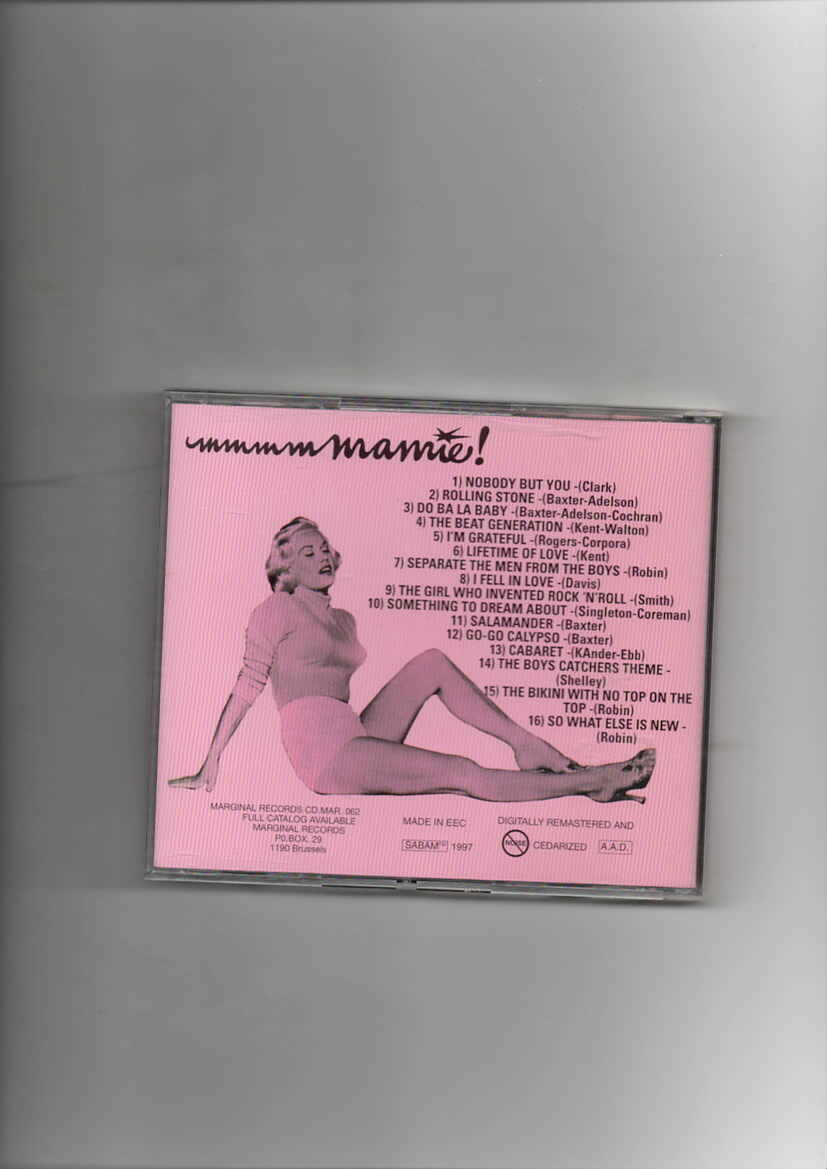 mmmmmmamie!
1) NOBODY BUT YOU -(Clark)
2) ROLLING STONE -(Baxter-Adelson)
3) DO BA LA BABY -(Baxter-Adelson-Cochran)
4) THE BEAT GENERATION -(Kent-Walton)
5) I'M GRATEFUL -(Rogers-Corpora)
6) LIFETIME OF LOVE -(Kent)
7) SEPARATE THE MEN FROM THE BOYS -(Robin)
8) I FELL IN LOVE -(Davis)
9) THE GIRL WHO INVENTED ROCK 'N'ROLL -(Smith)
10) SOMETHING TO DREAM ABOUT -(Singleton-Coreman)
11) SALAMANDER -(Baxter)
12) GO-GO CALYPSO -(Baxter)
13) CABARET -(KAnder-Ebb)
14) THE BOYS CATCHERS THEME -
(Shelley)
15) THE BIKINI WITH NO TOP ON THE
TOP -(Robin)
16) SO WHAT ELSE IS NEW -
(Robin)
MARGINAL RECORDS CD.MAR. 062
FULL CATALOG AVAILABLE
MARGINAL RECORDS
P0.BOX. 29
1190 Brussels
MADE IN EEC
SABAM 1997
DIGITALLY REMASTERED AND
NOISE CEDARIZED A.A.D.